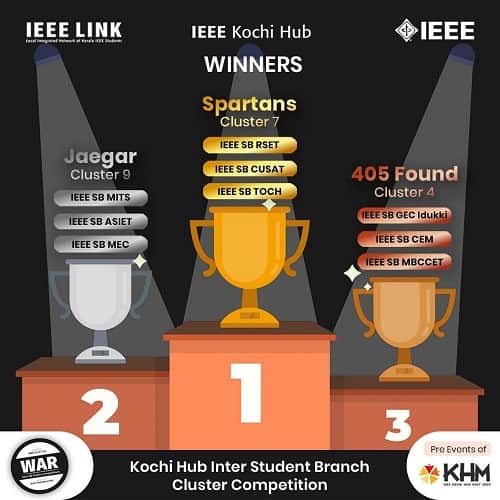 IEEE LINK
Local Integrated Network of Kerala IEEE Students
IEEE Kochi Hub
IEEE
WINNERS
Spartans
Cluster 7
IEEE SB RSET
IEEE SB CUSAT
IEEE SB TOCH
Jaegar
Cluster 9
IEEE SB MITS
IEEE SB ASIET
IEEE SB MEC
405 Found
Cluster 4
IEEE SB GEC Idukki
IEEE SB CEM
IEEE SB MBCCET
2
1
3
WAR
Kochi Hub Inter Student Branch
Cluster Competition
Pre Events of
KHM